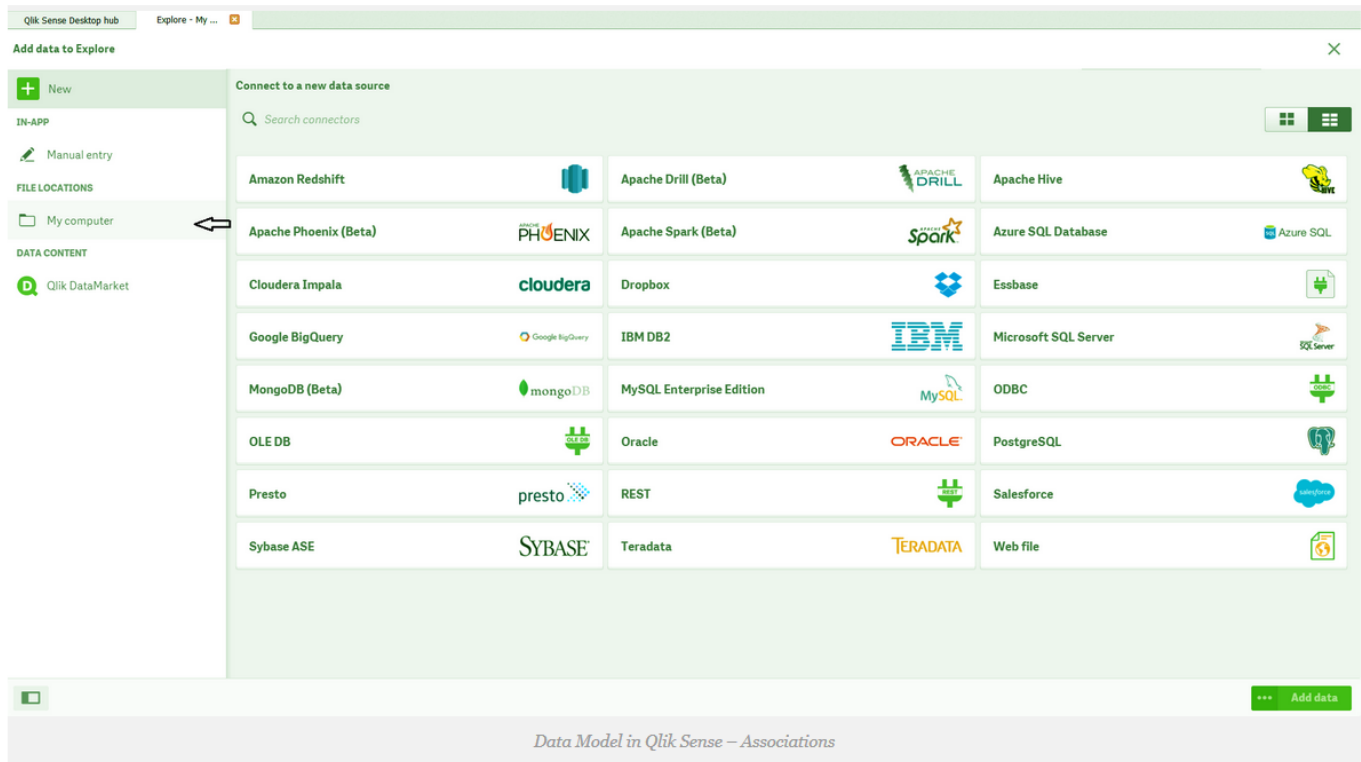 Qlik Sense Desktop hub
Explore - My ...
Add data to Explore
New
IN-APP
Manual entry
FILE LOCATIONS
My computer
DATA CONTENT
Qlik DataMarket
Connect to a new data source
Search connectors
Amazon Redshift
Apache Drill (Beta) APACHE DRILL
Apache Hive HIVE
Apache Phoenix (Beta) APACHE PHOENIX
Apache Spark (Beta) APACHE Spark
Azure SQL Database SQL Azure SQL
Cloudera Impala cloudera
Dropbox
Essbase
Google BigQuery Google BigQuery
IBM DB2 IBM
Microsoft SQL Server SQL Server
MongoDB (Beta) mongoDB
MySQL Enterprise Edition MySQL
ODBC ODBC
OLE DB OLE DB
Oracle ORACLE
PostgreSQL
Presto presto
REST REST
Salesforce salesforce
Sybase ASE SYBASE
Teradata TERADATA
Web file
Add data
Data Model in Qlik Sense – Associations